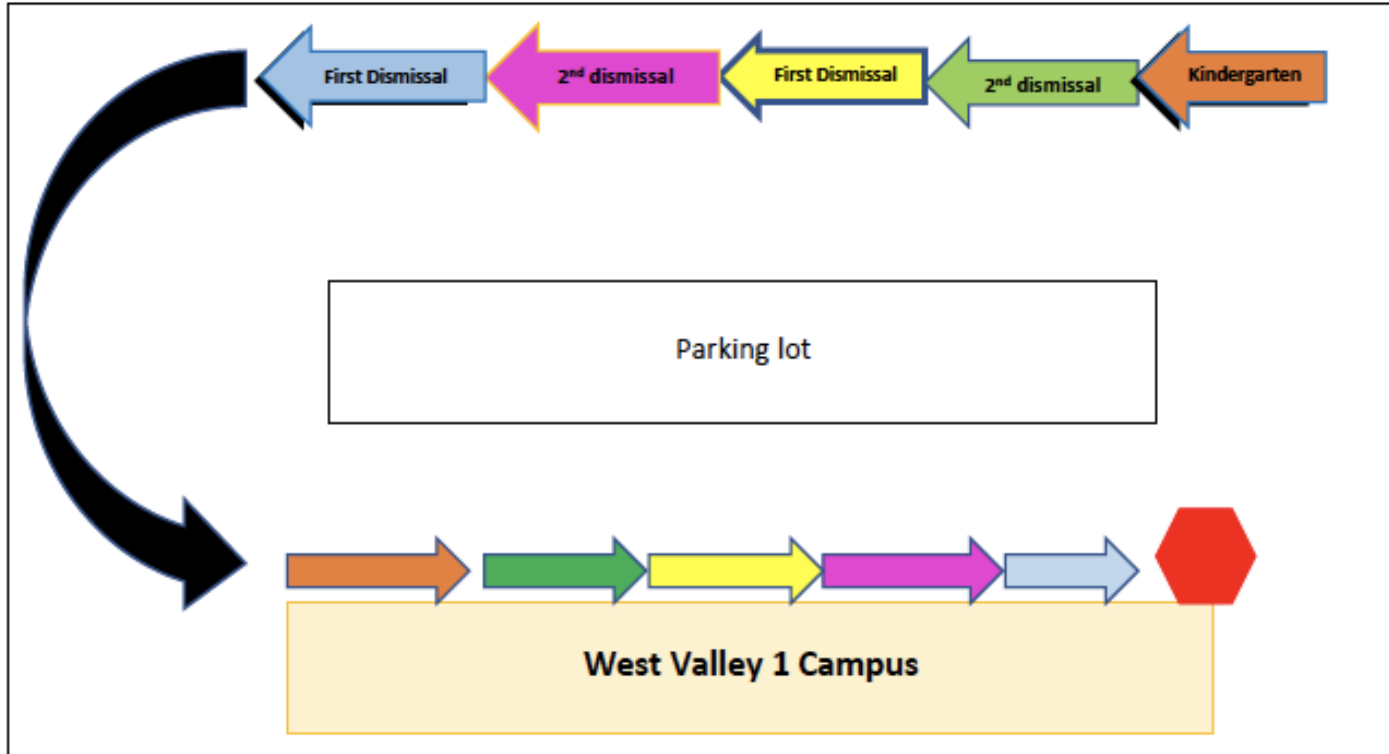 First Dismissal
2nd dismissal
First Dismissal
2nd dismissal
Kindergarten
Parking lot
West Valley 1 Campus